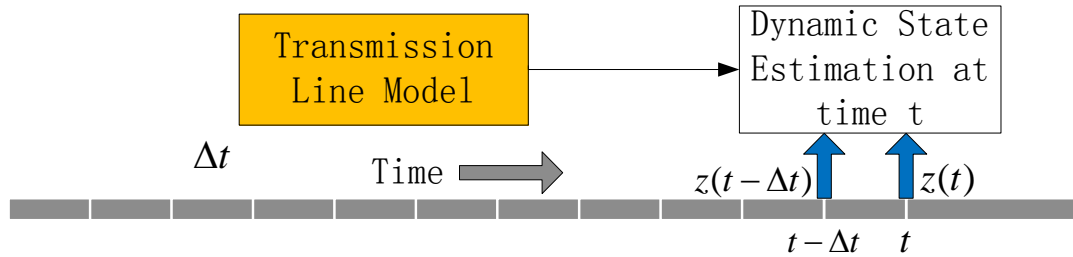 Transmission
Line Model
Dynamic State
Estimation at
time t
Δt
Time
z(t − Δt)
z(t)
t − Δt
t